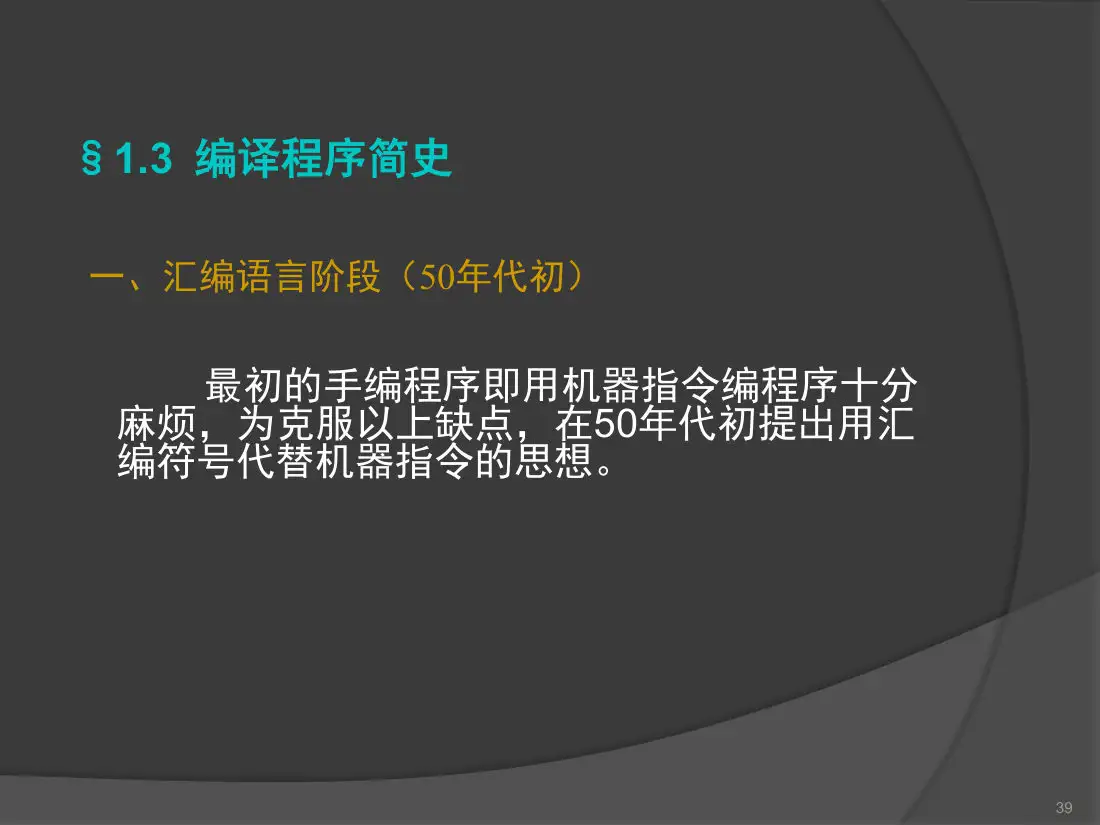 §1.3 编译程序简史
一、汇编语言阶段（50年代初）
最初的手编程序即用机器指令编程序十分
麻烦，为克服以上缺点，在50年代初提出用汇
编符号代替机器指令的思想。
39